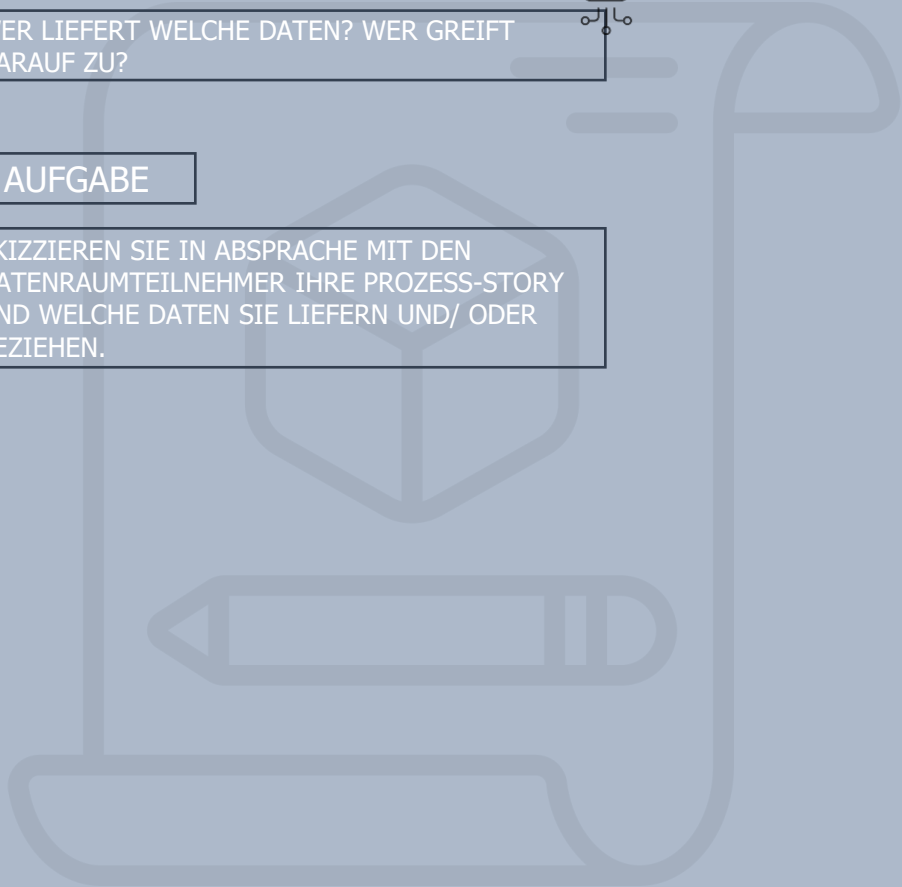 ER LIEFERT WELCHE DATEN? WER GREIFT
ARAUF ZU?
AUFGABE
KIZZIEREN SIE IN ABSPRACHE MIT DEN
ATENRAUMTEILNEHMER IHRE PROZESS-STORY
ND WELCHE DATEN SIE LIEFERN UND/ ODER
EZIEHEN.